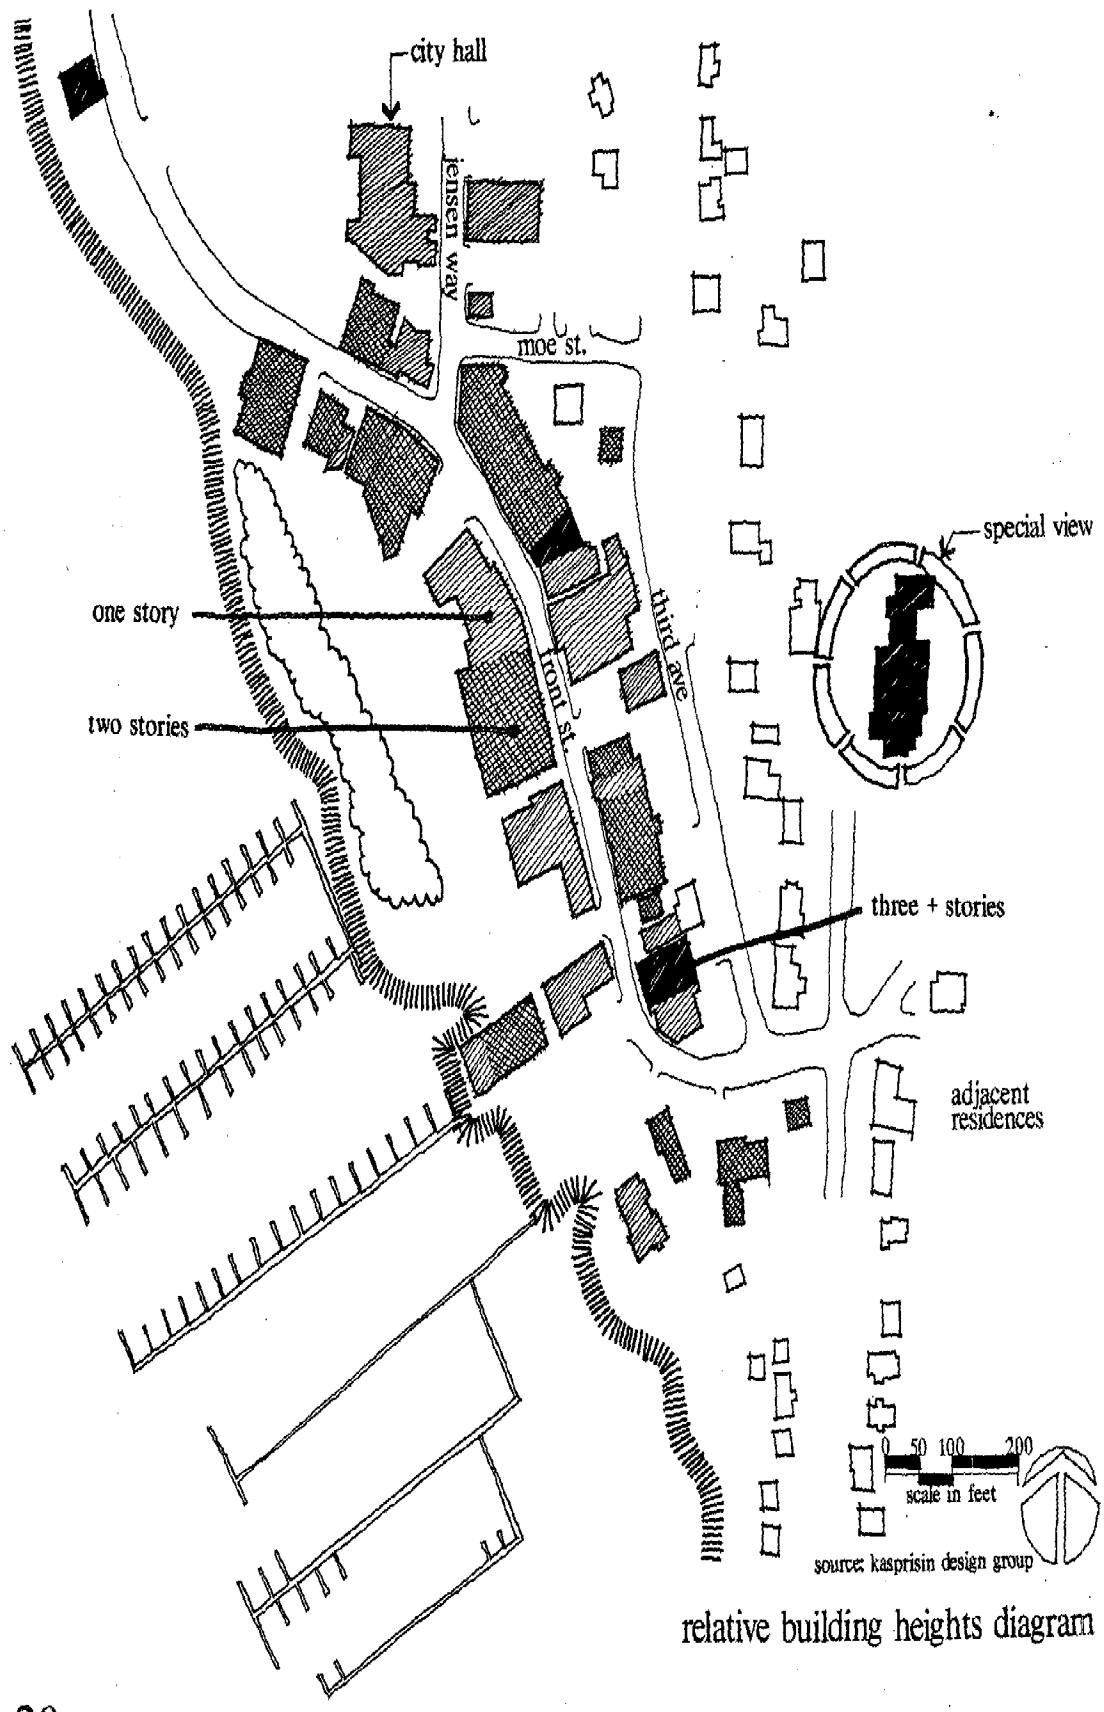 city hall
jensen way
moe st.
special view
one story
third ave
front st.
two stories
three + stories
adjacent
residences
0 50 100 200
scale in feet
source: kasprisin design group
relative building heights diagram